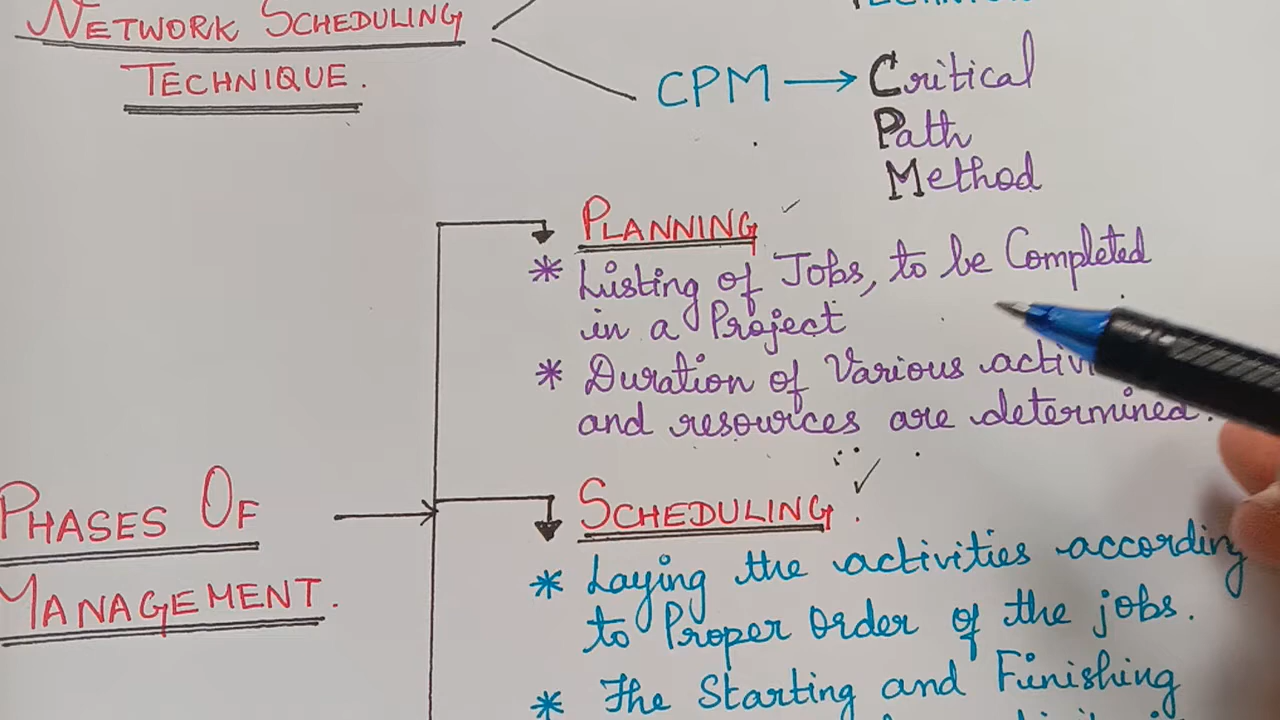 NETWORK SCHEDULING
TECHNIQUE.
CPM → Critical
Path
Method
PLANNING ✓
* Listing of Jobs, to be Completed
in a Project
* Duration of Various
and resources are determined.
PHASES OF
MANAGEMENT.
SCHEDULING. ✓
* Laying the activities according
to Proper Order of the jobs.
* The Starting and Finishing